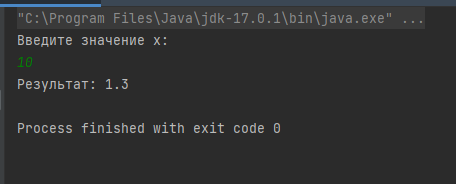 "C:\Program Files\Java\jdk-17.0.1\bin\java.exe" ...
Введите значение x:
10
Результат: 1.3
Process finished with exit code 0